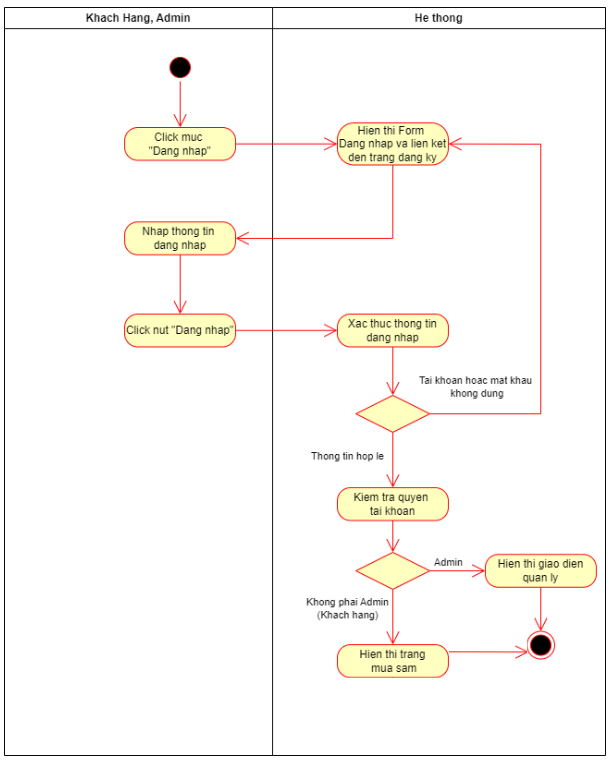 Khach Hang, Admin
He thong
Click muc
"Dang nhap"
Hien thi Form
Dang nhap va lien ket
den trang dang ky
Nhap thong tin
dang nhap
Click nut "Dang nhap"
Xac thuc thong tin
dang nhap
Tai khoan hoac mat khau
khong dung
Thong tin hop le
Kiem tra quyen
tai khoan
Admin
Hien thi giao dien
quan ly
Khong phai Admin
(Khach hang)
Hien thi trang
mua sam